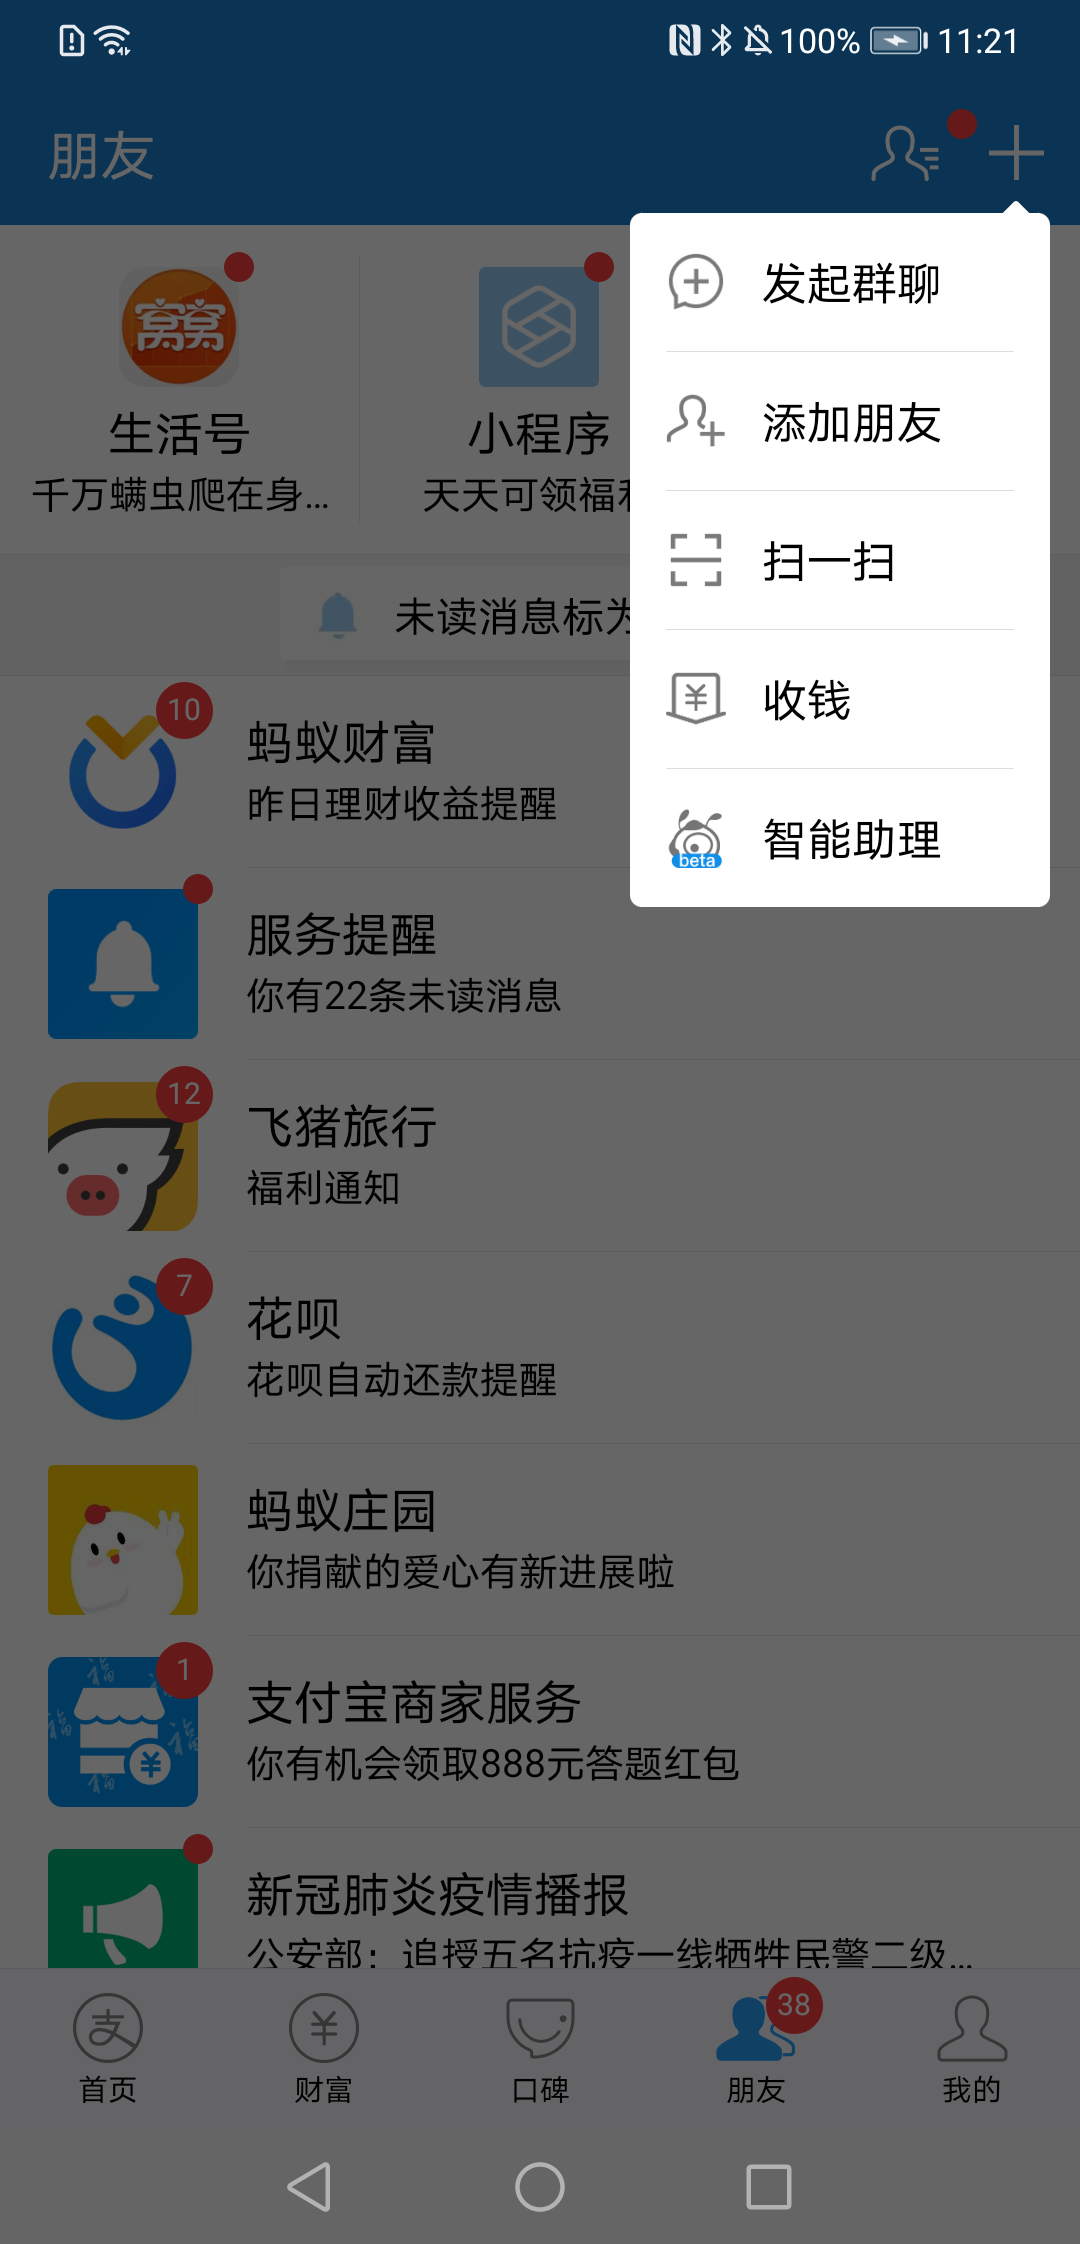 100% 11:21
朋友
发起群聊
添加朋友
扫一扫
收钱
beta
智能助理
窝窝
生活号
千万螨虫爬在身...
小程序
天天可领福
未读消息标
10
蚂蚁财富
昨日理财收益提醒
服务提醒
你有22条未读消息
12
飞猪旅行
福利通知
7
花呗
花呗自动还款提醒
蚂蚁庄园
你捐献的爱心有新进展啦
1
支付宝商家服务
你有机会领取888元答题红包
新冠肺炎疫情播报
公安部：追授五名抗疫一线牺牲民警二级...
支
首页
财富
口碑
38
朋友
我的